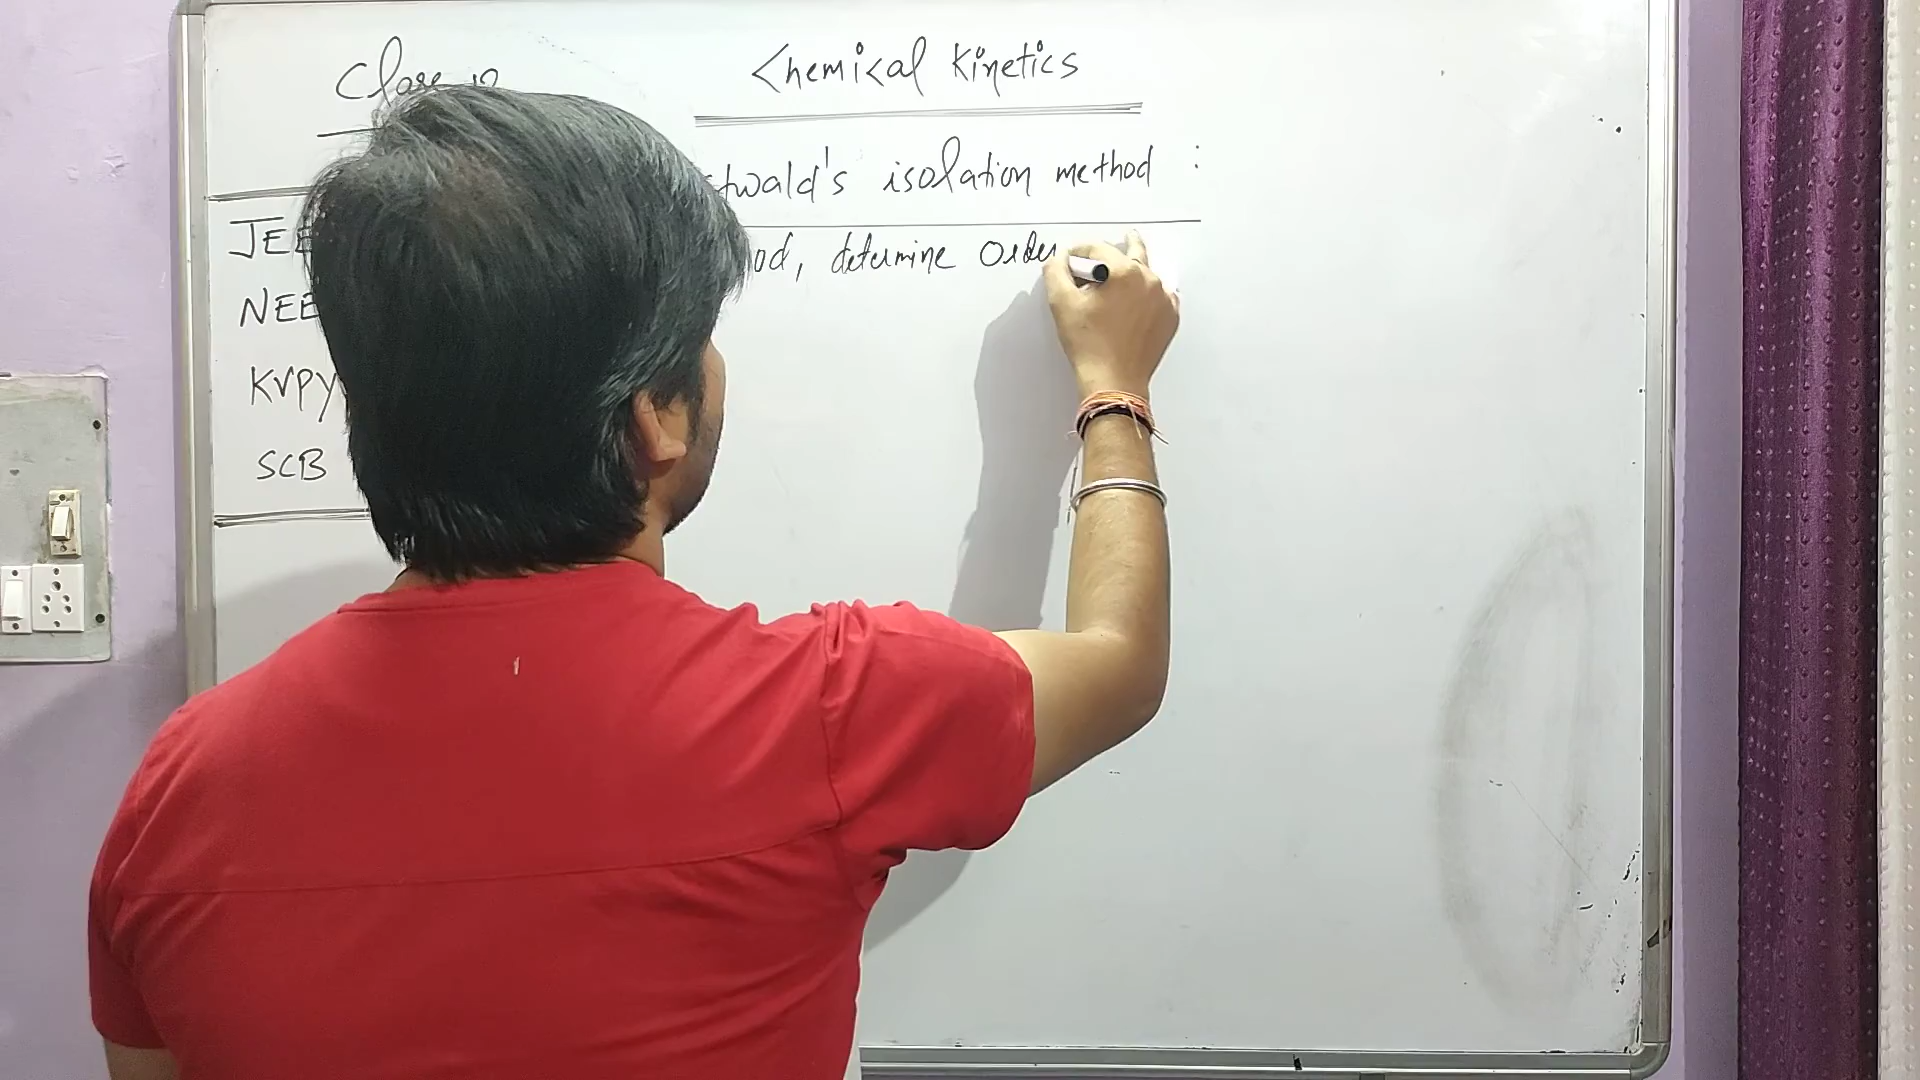 Class 12
Chemical Kinetics
stwald's isolation method :
JEE
od, determine Order
NEE
KVPY
SCB